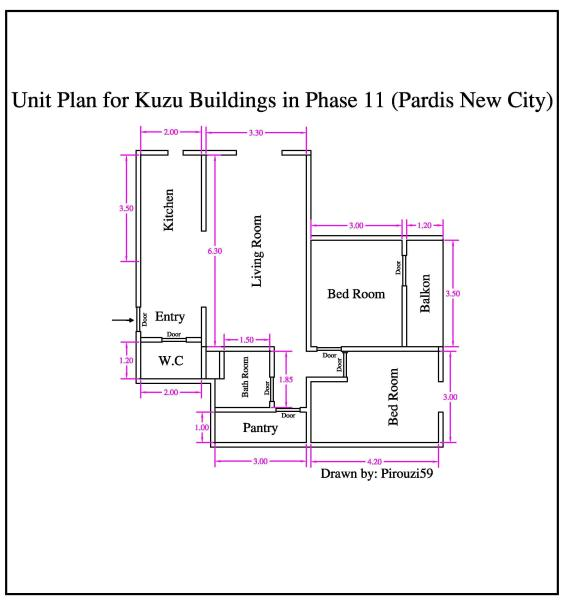 Unit Plan for Kuzu Buildings in Phase 11 (Pardis New City)
2.00
3.30
3.50
Kitchen
6.30
Living Room
3.00
1,20
Bed Room
Door
Balkon
3.50
Door
Entry
Door
1.20
W.C
2.00
1.50
Bath Room
Door
1.85
Door
Door
Bed Room
3.00
Door
1.00
Pantry
3.00
4.20
Drawn by: Pirouzi59